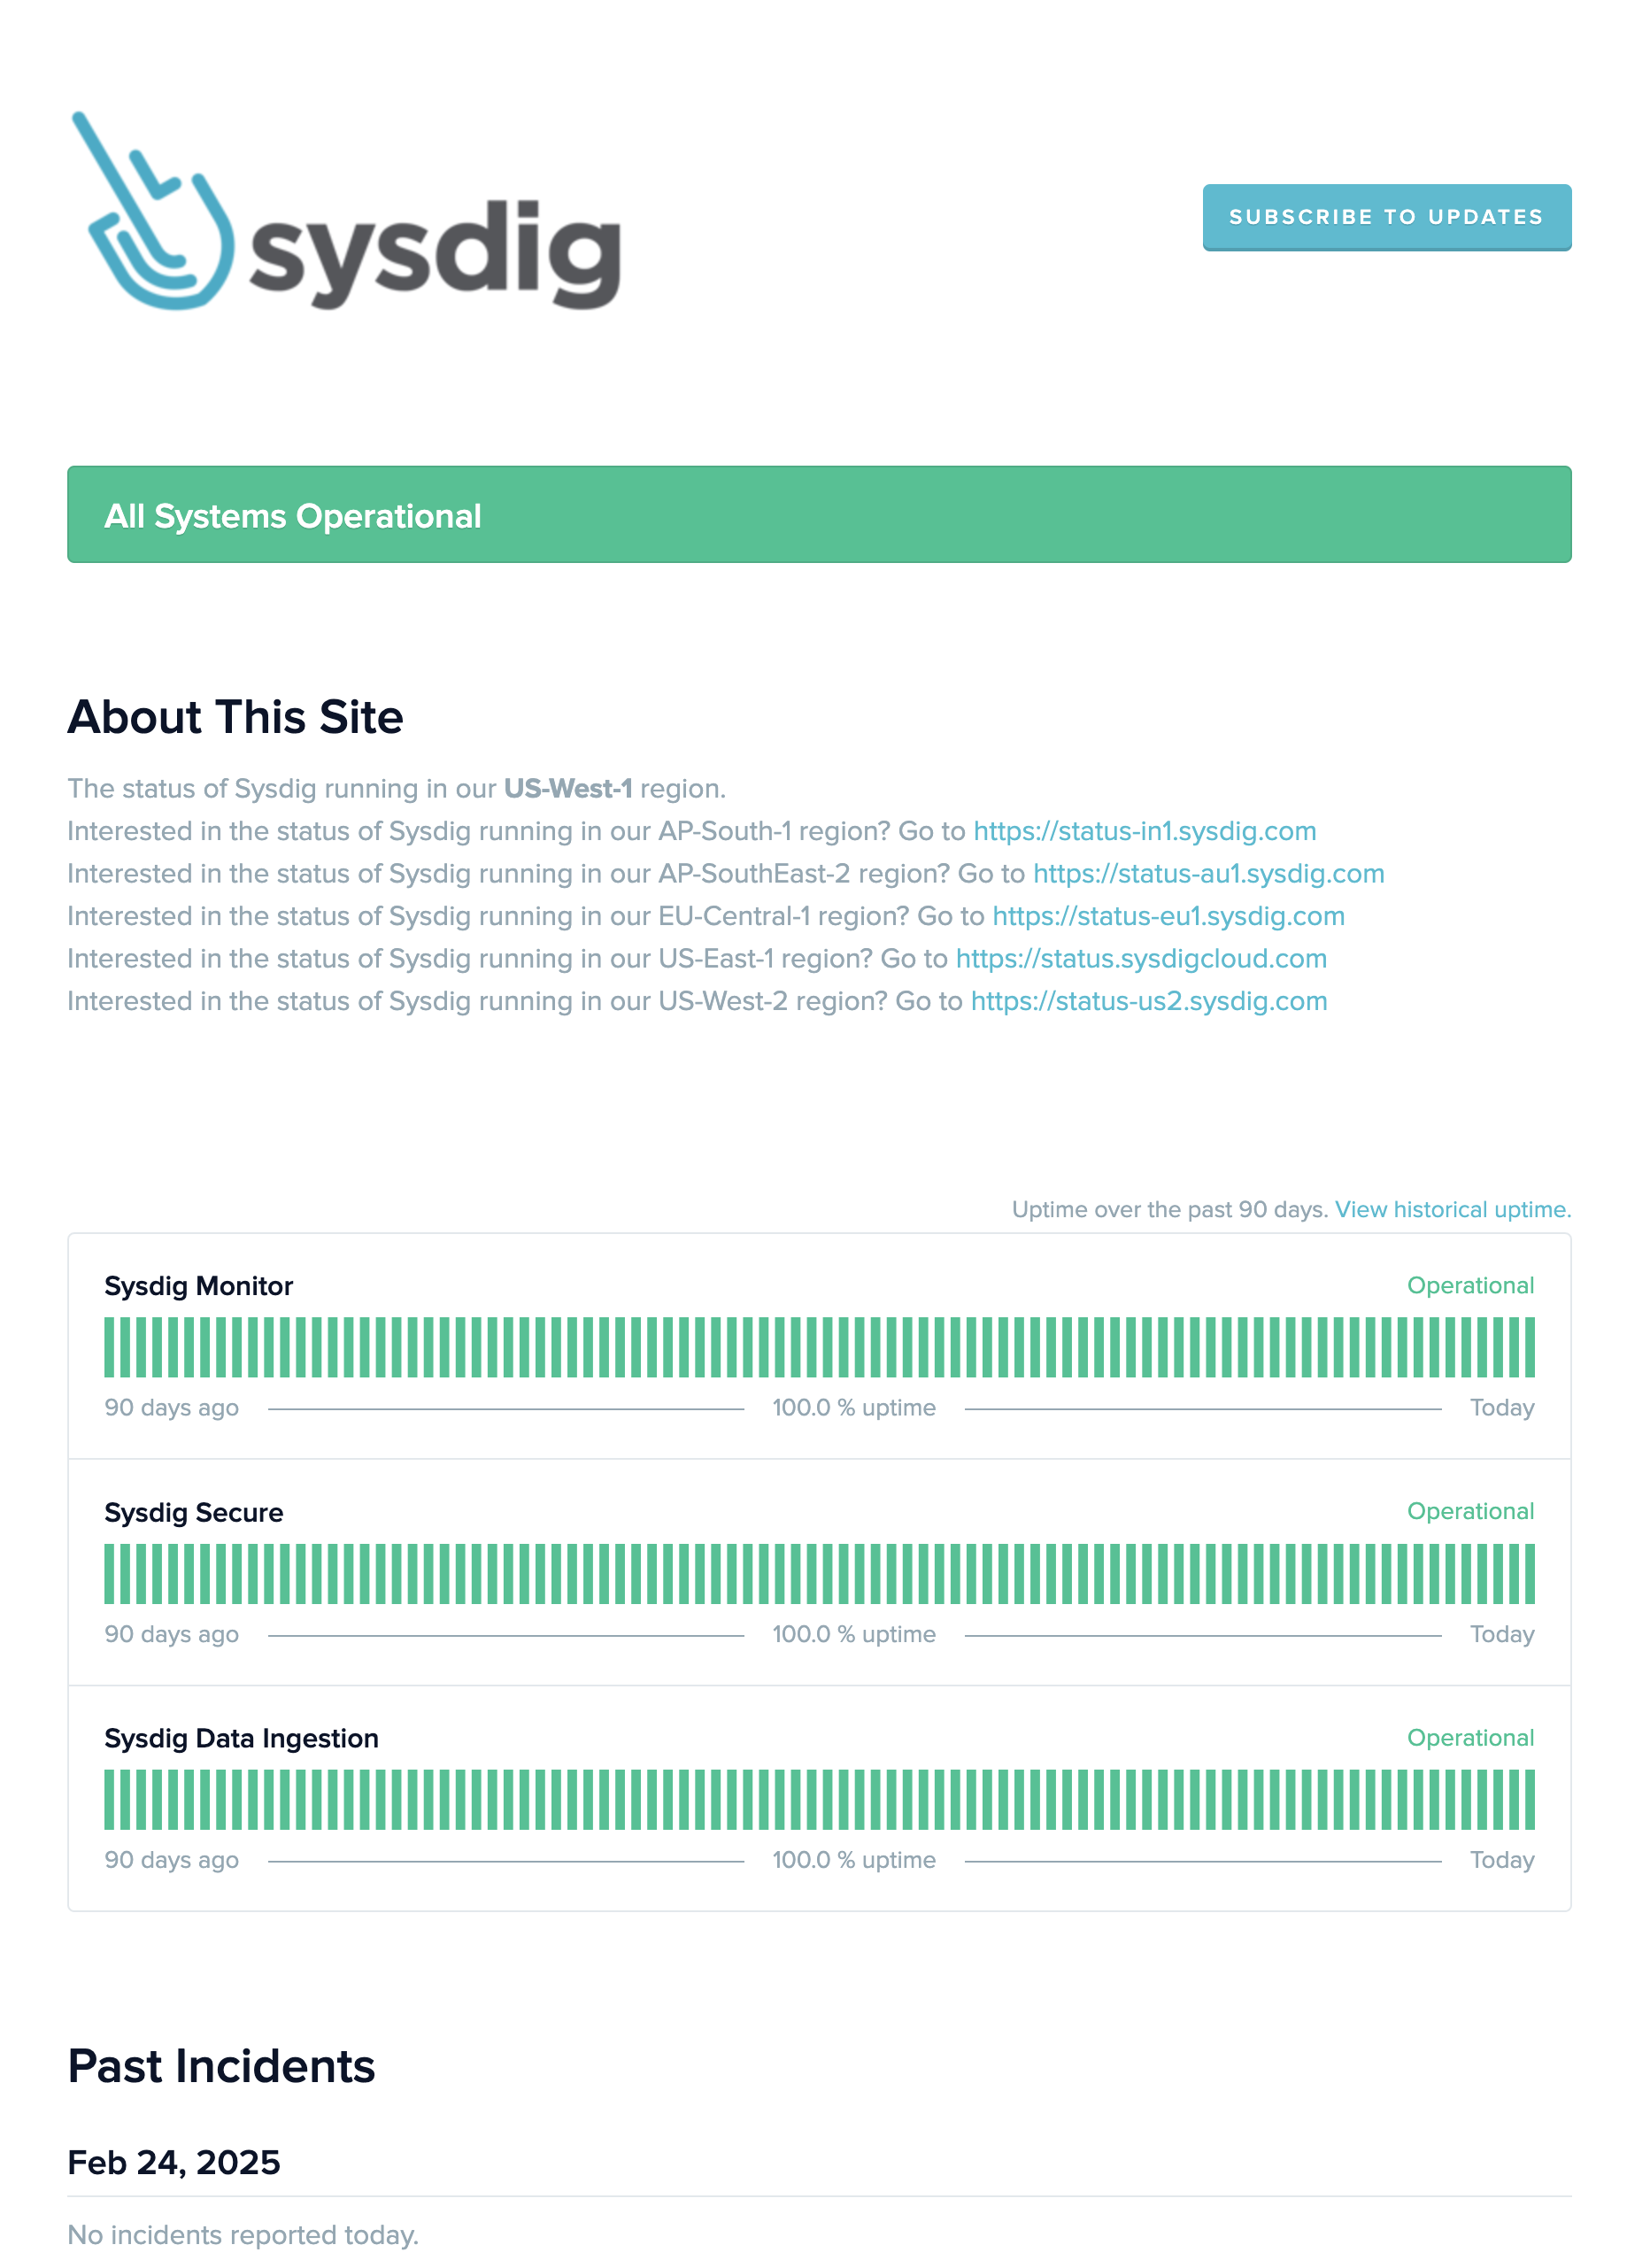 sysdig
SUBSCRIBE TO UPDATES
All Systems Operational
About This Site
The status of Sysdig running in our US-West-1 region.
Interested in the status of Sysdig running in our AP-South-1 region? Go to https://status-in1.sysdig.com
Interested in the status of Sysdig running in our AP-SouthEast-2 region? Go to https://status-au1.sysdig.com
Interested in the status of Sysdig running in our EU-Central-1 region? Go to https://status-eu1.sysdig.com
Interested in the status of Sysdig running in our US-East-1 region? Go to https://status.sysdigcloud.com
Interested in the status of Sysdig running in our US-West-2 region? Go to https://status-us2.sysdig.com
Uptime over the past 90 days. View historical uptime.
Sysdig Monitor Operational
90 days ago 100.0 % uptime Today
Sysdig Secure Operational
90 days ago 100.0 % uptime Today
Sysdig Data Ingestion Operational
90 days ago 100.0 % uptime Today
Past Incidents
Feb 24, 2025
No incidents reported today.